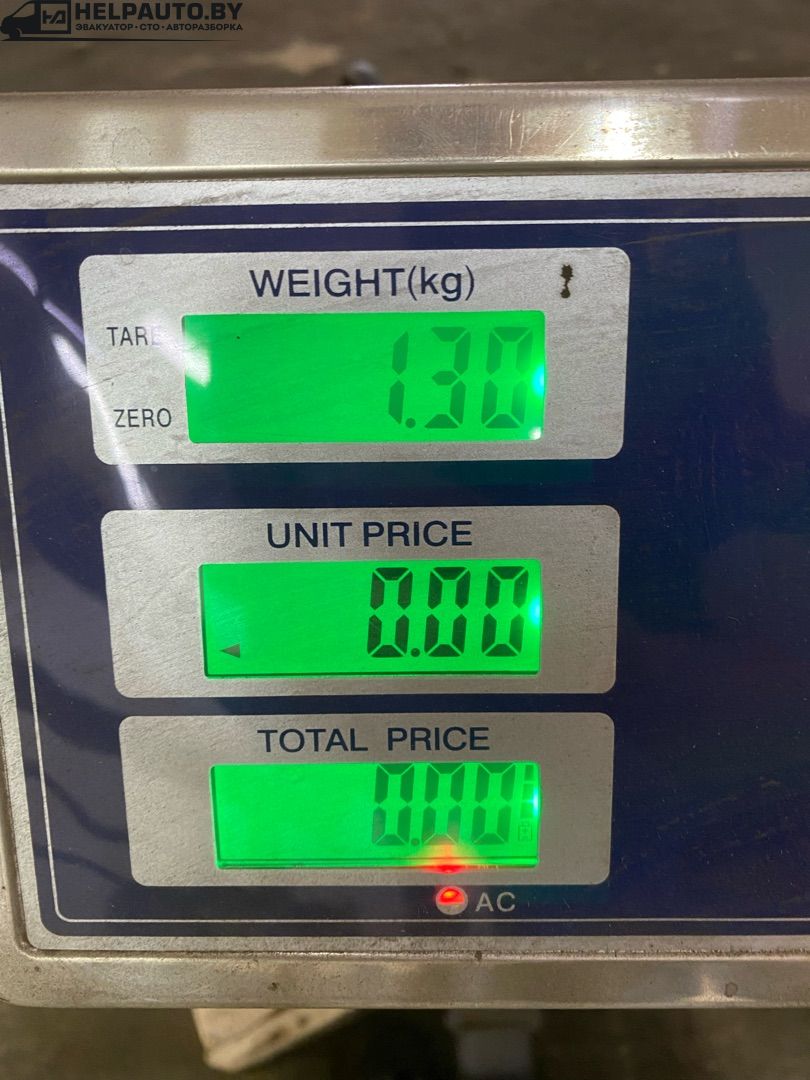 HELPAUTO.BY
ЭВАКУАТОР•СТО•АВТОРАЗБОРКА
WEIGHT(kg)
TARE
1.30
ZERO
UNIT PRICE
0.00
TOTAL PRICE
0.00
AC